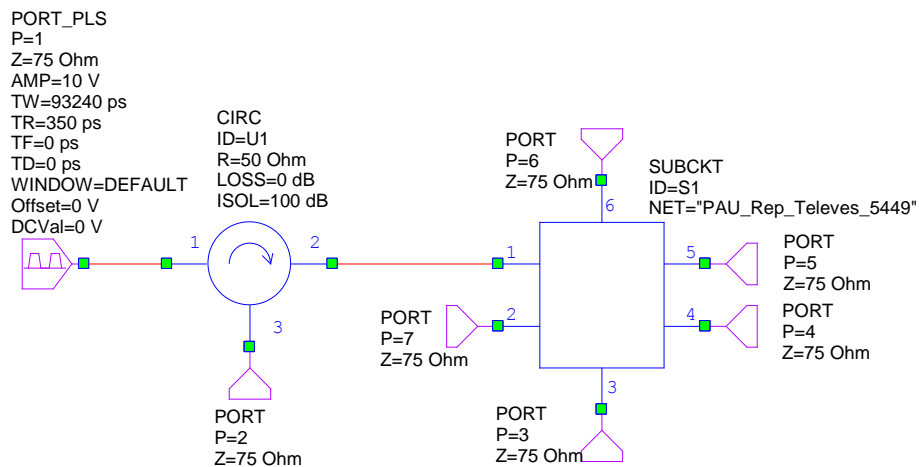 PORT_PLS
P=1
Z=75 Ohm
AMP=10 V
TW=93240 ps
TR=350 ps
TF=0 ps
TD=0 ps
WINDOW=DEFAULT
Offset=0 V
DCVal=0 V
CIRC
ID=U1
R=50 Ohm
LOSS=0 dB
ISOL=100 dB
1
2
3
PORT
P=2
Z=75 Ohm
PORT
P=6
Z=75 Ohm
SUBCKT
ID=S1
NET="PAU_Rep_Televes_5449"
6
1
5
2
4
3
PORT
P=5
Z=75 Ohm
PORT
P=7
Z=75 Ohm
PORT
P=4
Z=75 Ohm
PORT
P=3
Z=75 Ohm